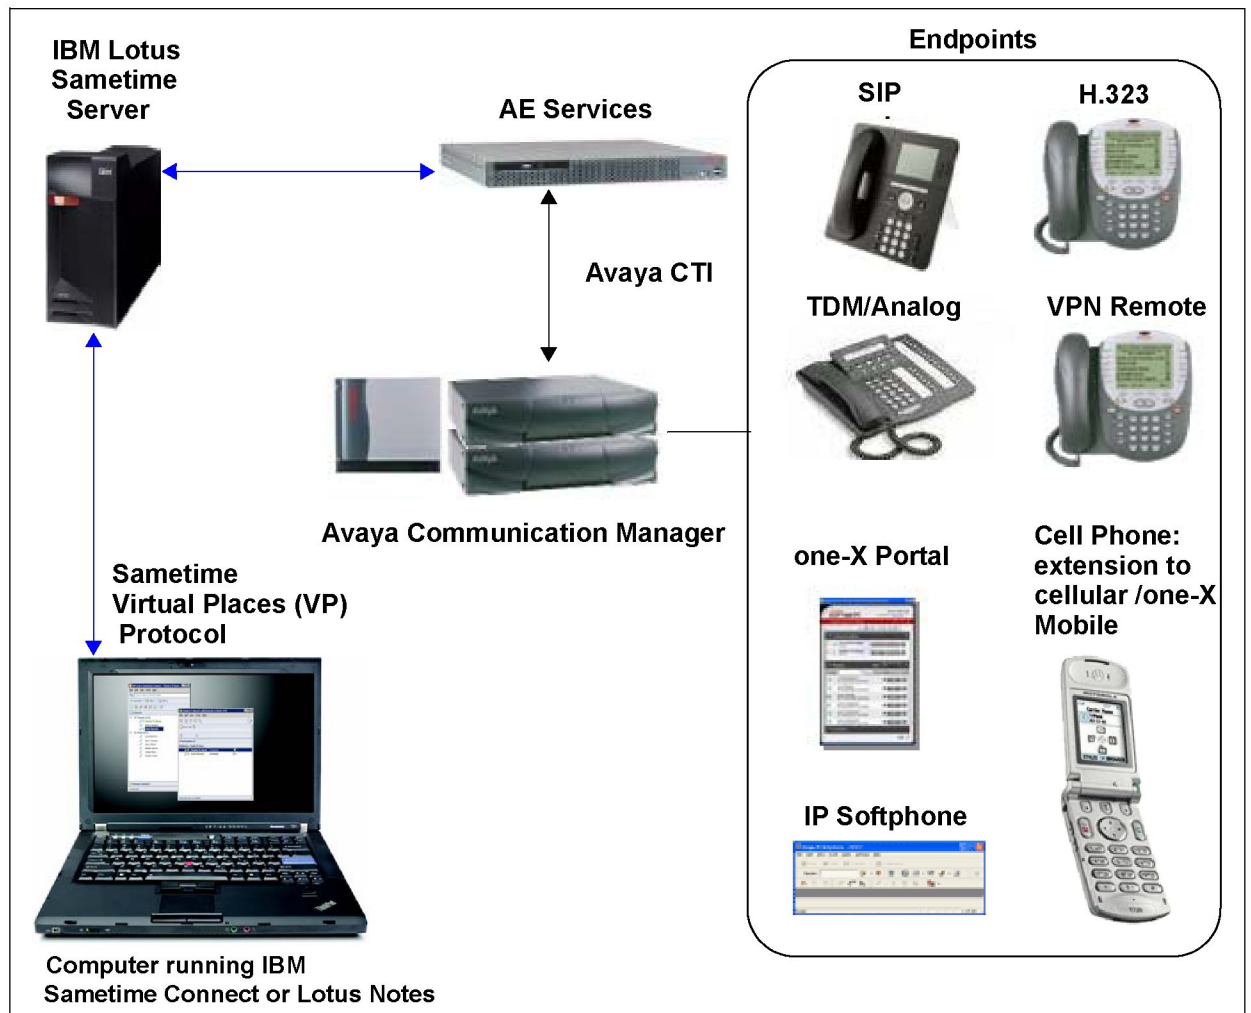 Endpoints
IBM Lotus
Sametime
Server
AE Services
SIP
H.323
Avaya CTI
TDM/Analog
VPN Remote
Avaya Communication Manager
one-X Portal
Cell Phone:
extension to
cellular /one-X
Mobile
Sametime
Virtual Places (VP)
Protocol
IP Softphone
Computer running IBM
Sametime Connect or Lotus Notes